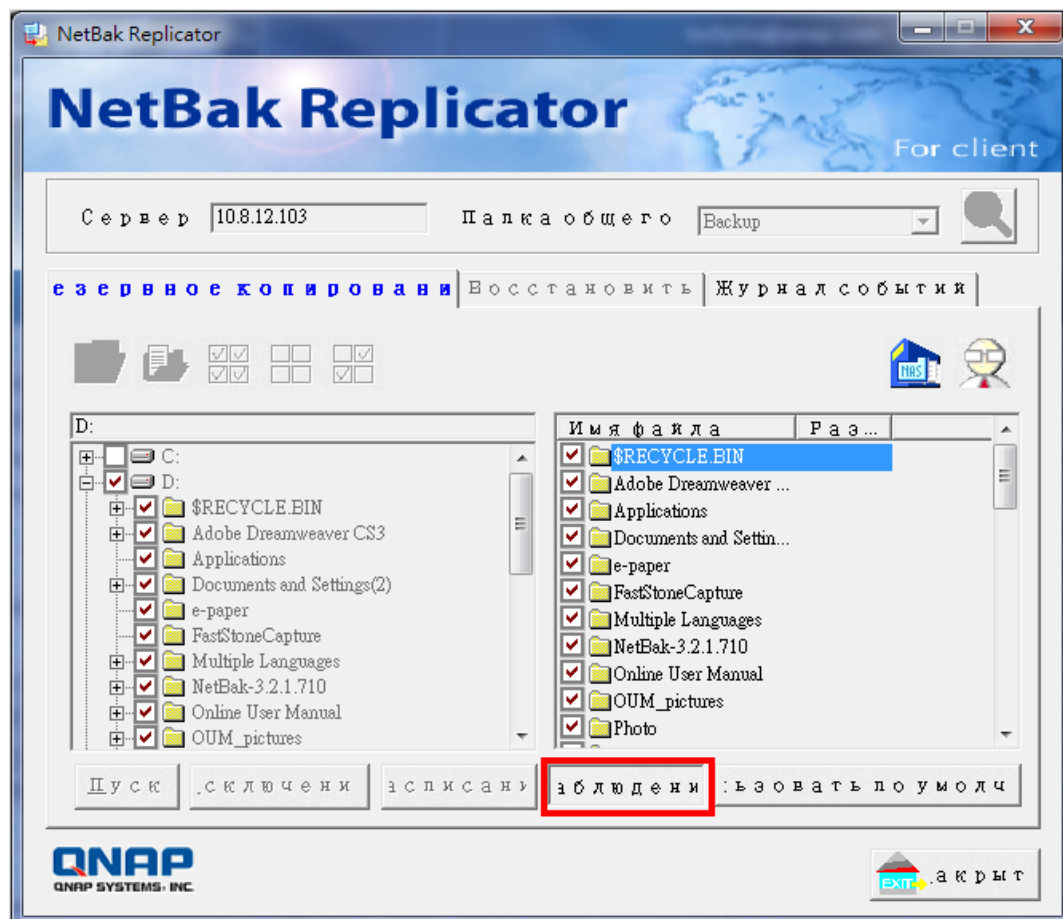 NetBak Replicator
NetBak Replicator
For client
Сервер 10.8.12.103 Папка общего Backup
езервное копировани Восстановить Журнал событий
NAS
D:
C:
D:
$RECYCLE.BIN
Adobe Dreamweaver CS3
Applications
Documents and Settings(2)
e-paper
FastStoneCapture
Multiple Languages
NetBak-3.2.1.710
Online User Manual
OUM_pictures
Имя файла Раз...
$RECYCLE.BIN
Adobe Dreamweaver ...
Applications
Documents and Settin...
e-paper
FastStoneCapture
Multiple Languages
NetBak-3.2.1.710
Online User Manual
OUM_pictures
Photo
Пуск сключени асписани аблюдени ьзовать по умолч
QNAP
QNAP SYSTEMS, INC.
EXIT акрыт